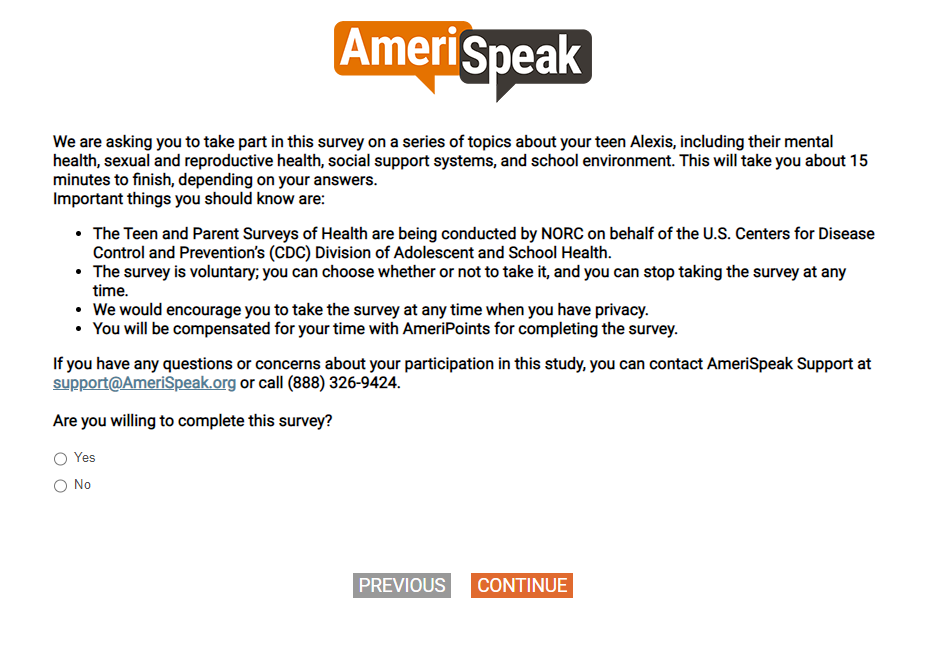 AmeriSpeak
We are asking you to take part in this survey on a series of topics about your teen Alexis, including their mental
health, sexual and reproductive health, social support systems, and school environment. This will take you about 15
minutes to finish, depending on your answers.
Important things you should know are:
• The Teen and Parent Surveys of Health are being conducted by NORC on behalf of the U.S. Centers for Disease
Control and Prevention’s (CDC) Division of Adolescent and School Health.
• The survey is voluntary; you can choose whether or not to take it, and you can stop taking the survey at any
time.
• We would encourage you to take the survey at any time when you have privacy.
• You will be compensated for your time with AmeriPoints for completing the survey.
If you have any questions or concerns about your participation in this study, you can contact AmeriSpeak Support at
support@AmeriSpeak.org or call (888) 326-9424.
Are you willing to complete this survey?
Yes
No
PREVIOUS CONTINUE